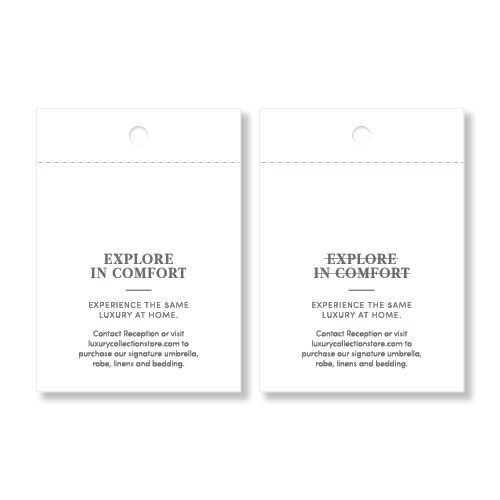 EXPLORE
IN COMFORT
EXPERIENCE THE SAME
LUXURY AT HOME.
Contact Reception or visit
luxurycollectionstore.com to
purchase our signature umbrella,
robe, linens and bedding.
EXPLORE
IN COMFORT
EXPERIENCE THE SAME
LUXURY AT HOME.
Contact Reception or visit
luxurycollectionstore.com to
purchase our signature umbrella,
robe, linens and bedding.